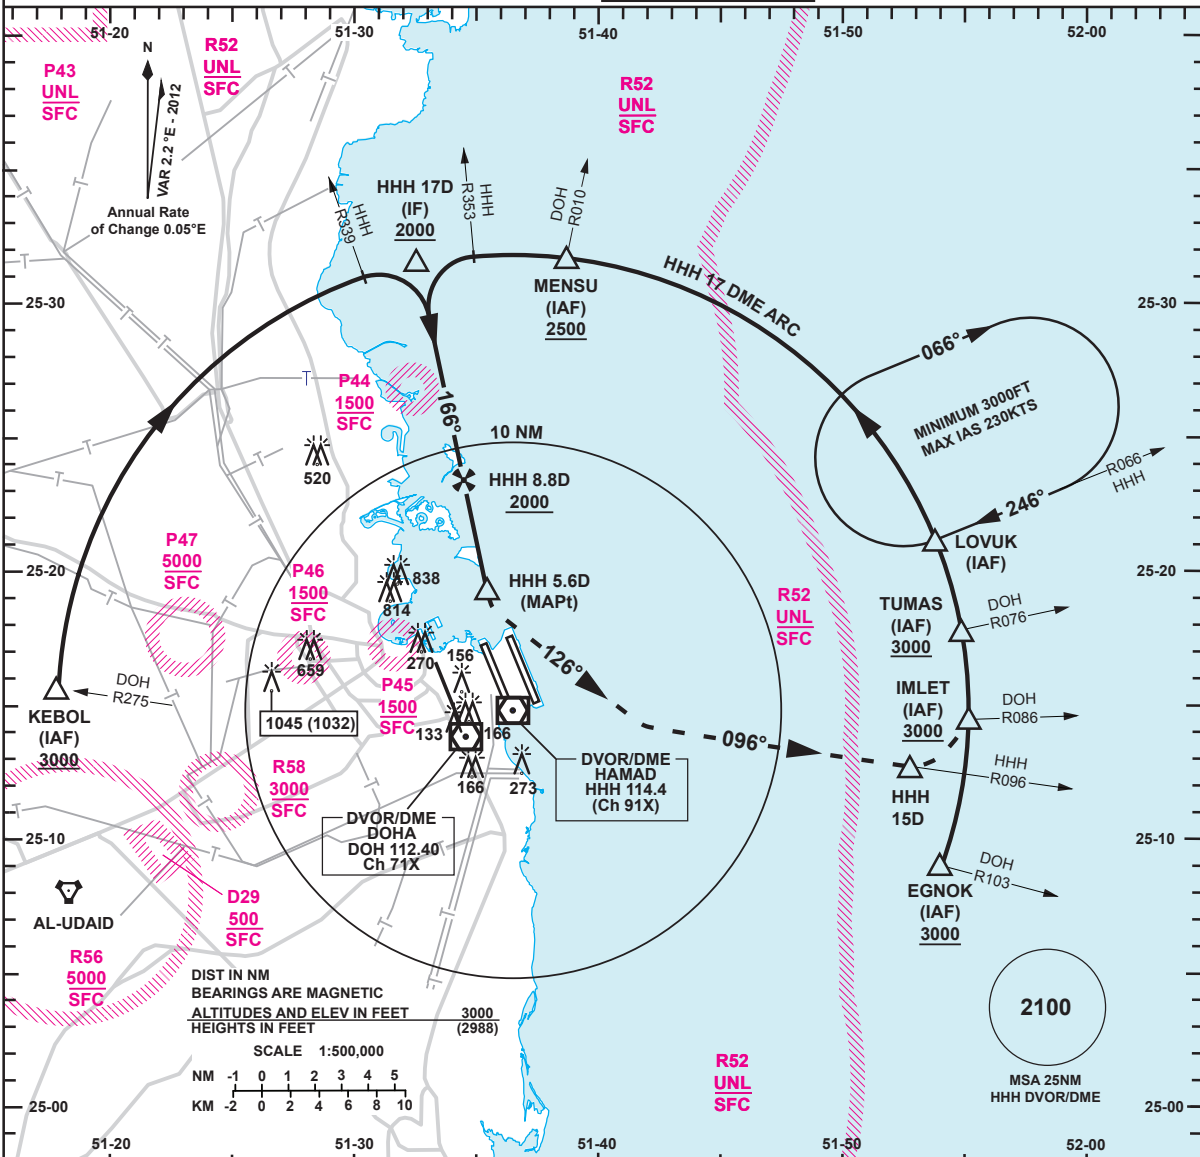 51-20
51-30
51-40
51-50
52-00
P43
UNL
SFC
N
VAR 2.2 °E - 2012
Annual Rate
of Change 0.05°E
R52
UNL
SFC
R52
UNL
SFC
HHH
R339
HHH 17D
(IF)
2000
HHH
R353
DOH
R010
MENSU
(IAF)
2500
HHH 17 DME ARC
25-30
25-30
066°
MINIMUM 3000FT
MAX IAS 230KTS
R066
HHH
246°
LOVUK
(IAF)
P44
1500
SFC
166°
10 NM
520
HHH 8.8D
2000
P47
5000
SFC
P46
1500
SFC
838
814
HHH 5.6D
(MAPt)
25-20
25-20
R52
UNL
SFC
TUMAS
(IAF)
3000
DOH
R076
659
270
156
126°
IMLET
(IAF)
3000
DOH
R086
KEBOL
(IAF)
3000
DOH
R275
1045 (1032)
P45
1500
SFC
133
166
096°
HHH
R096
HHH
15D
R58
3000
SFC
166
273
DVOR/DME
HAMAD
HHH 114.4
(Ch 91X)
DVOR/DME
DOHA
DOH 112.40
Ch 71X
25-10
25-10
DOH
R103
EGNOK
(IAF)
3000
AL-UDAID
D29
500
SFC
R56
5000
SFC
DIST IN NM
BEARINGS ARE MAGNETIC
ALTITUDES AND ELEV IN FEET 3000
HEIGHTS IN FEET (2988)
SCALE 1:500,000
NM -1 0 1 2 3 4 5
KM -2 0 2 4 6 8 10
2100
MSA 25NM
HHH DVOR/DME
R52
UNL
SFC
25-00
25-00
51-20
51-30
51-40
51-50
52-00